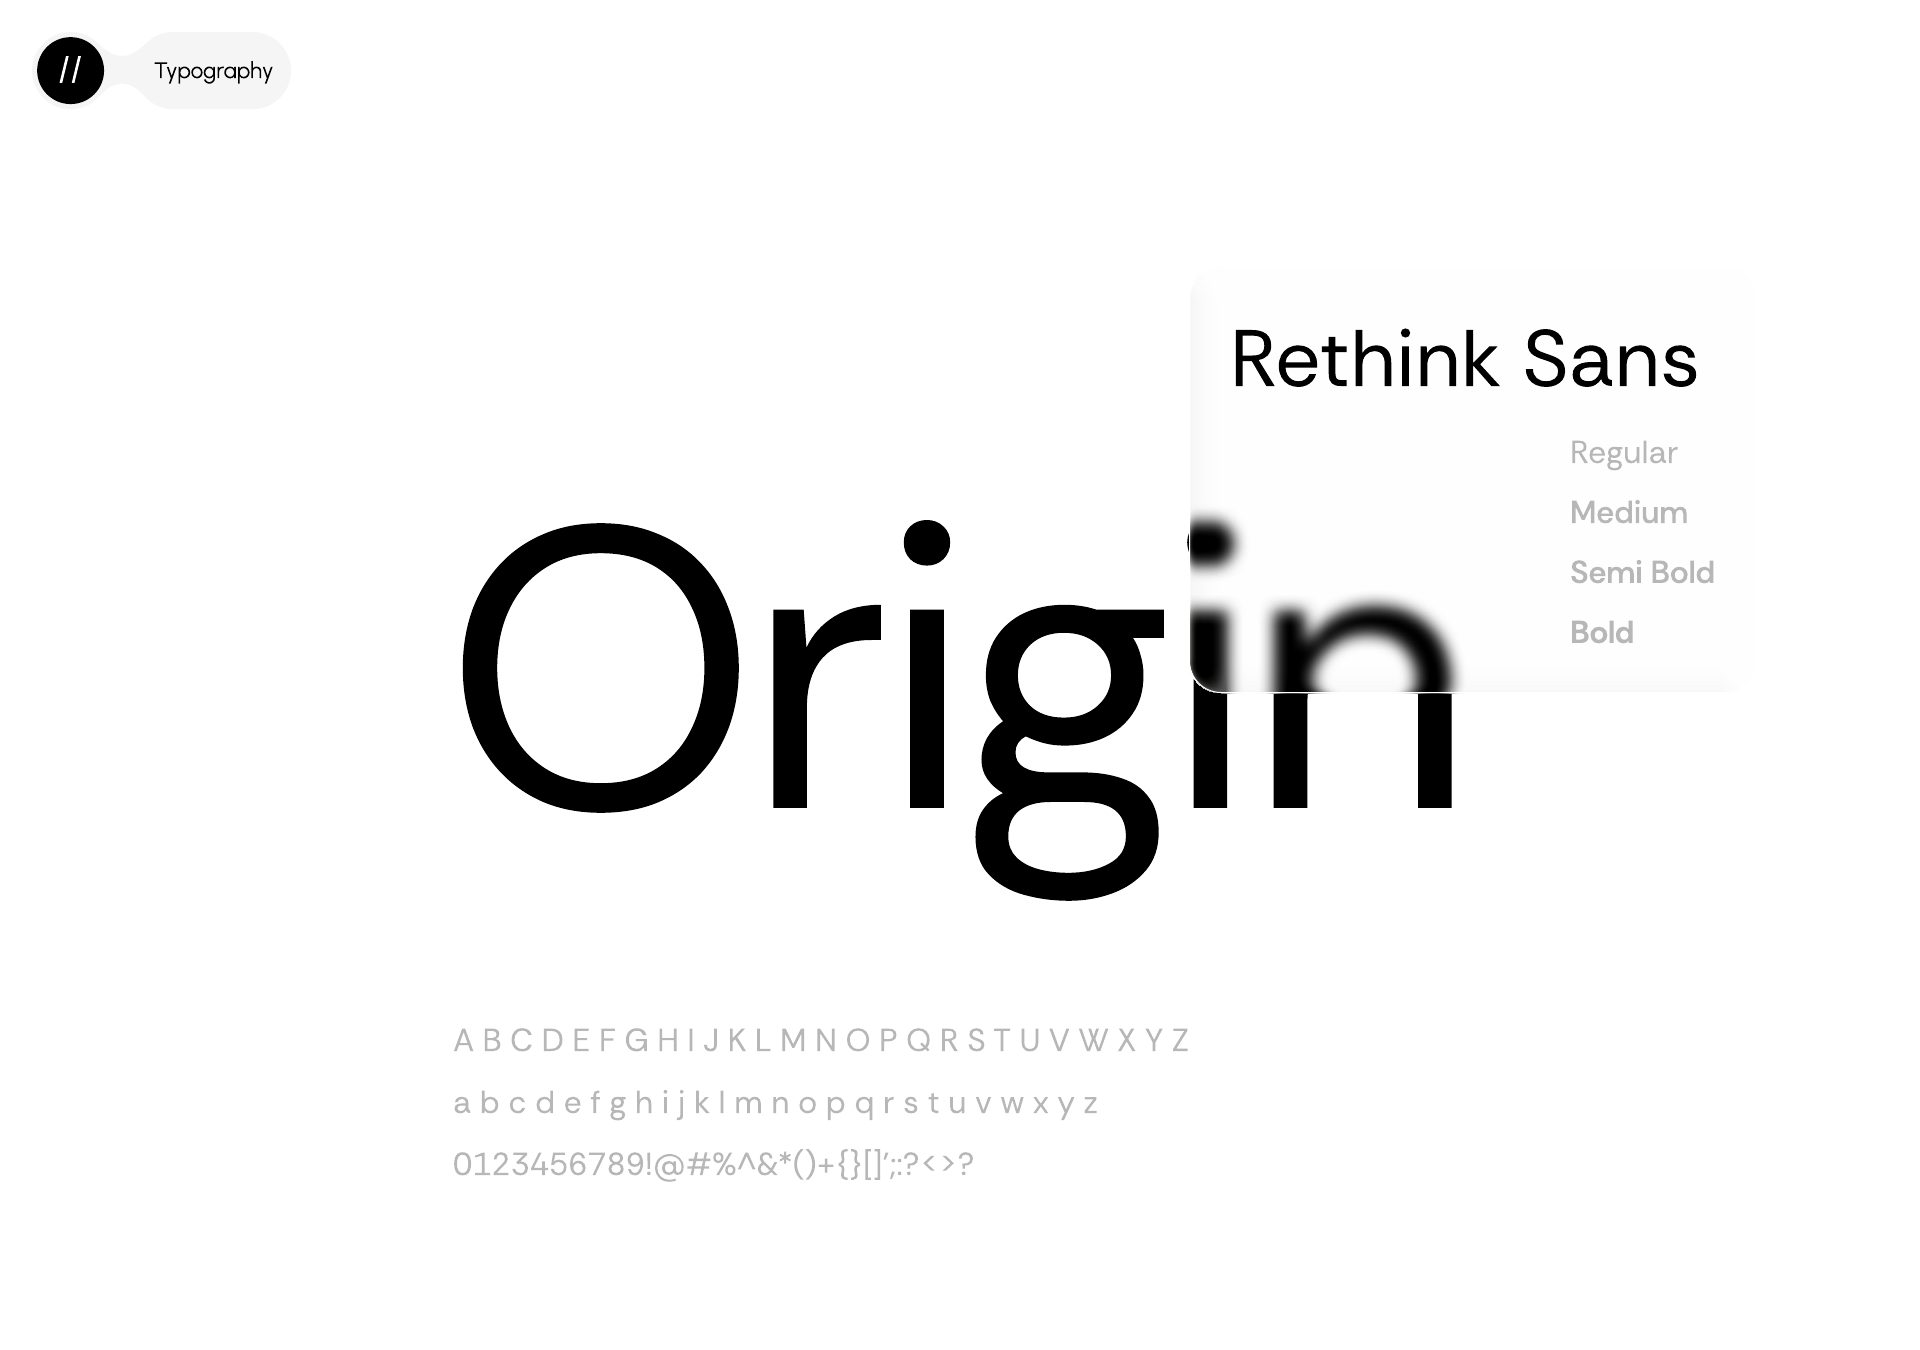 //
Typography
Rethink Sans
Regular
Medium
Semi Bold
Bold
Origin
A B C D E F G H I J K L M N O P Q R S T U V W X Y Z
a b c d e f g h i j k l m n o p q r s t u v w x y z
0123456789!@#%^&*()+{}[]’;:?<>?